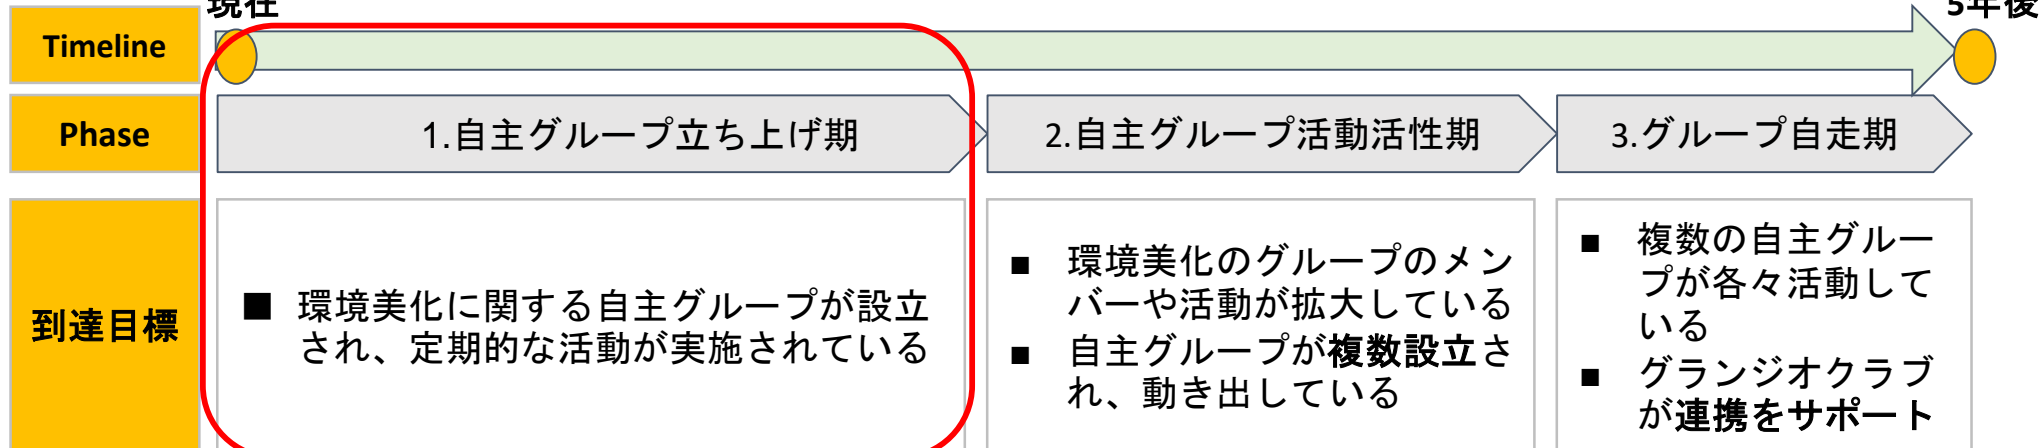 現在
5年後
Timeline
Phase
1.自主グループ立ち上げ期
2.自主グループ活動活性期
3.グループ自走期
到達目標
■ 環境美化に関する自主グループが設立
され、定期的な活動が実施されている
■ 環境美化のグループのメン
バーや活動が拡大している
■ 自主グループが複数設立さ
れ、動き出している
■ 複数の自主グルー
プが各々活動して
いる
■ グランジオクラブ
が連携をサポート